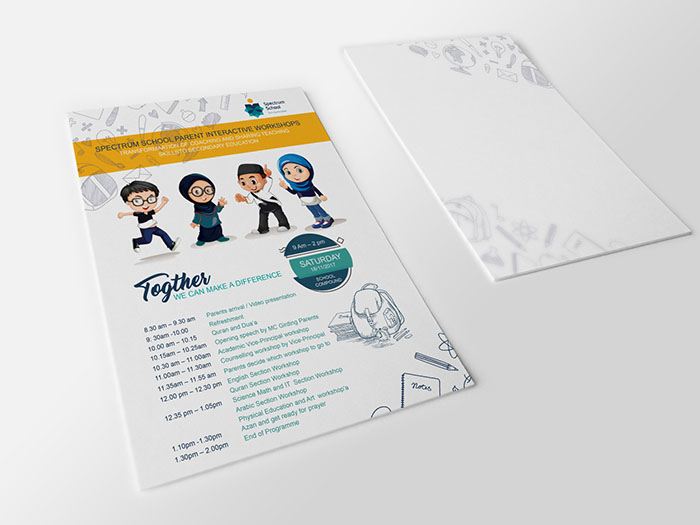 Spectrum
School
SPECTRUM SCHOOL PARENT INTERACTIVE WORKSHOPS
TRANSFORMATION OF COACHING AND SHARING TEACHING
SKILLS TO SECONDARY EDUCATION
9 Am – 2 pm
SATURDAY
18/11/2017
SCHOOL
COMPOUND
Togther
WE CAN MAKE A DIFFERENCE
8.30 am – 9.30 am Parents arrival / Video presentation
9: 30am -10.00 Refreshment
10.00 am – 10.15 Quran and Dua's
10.15am – 10.25am Opening speech by MC Girding Parents
10.30 am – 11.00am Academic Vice-Principal workshop
11.00am – 11.30am Counselling workshop by Vice-Principal
11.35am – 11.55 am Parents decide which workshop to go to
12.00 pm – 12.30 pm English Section Workshop
Quran Section Workshop
Science Math and IT Section Workshop
12.35 pm – 1.05pm Arabic Section Workshop
Physical Education and Art workshop's
1.10pm -1.30pm Azan and get ready for prayer
1.30pm – 2.00pm End of Programme
Notes